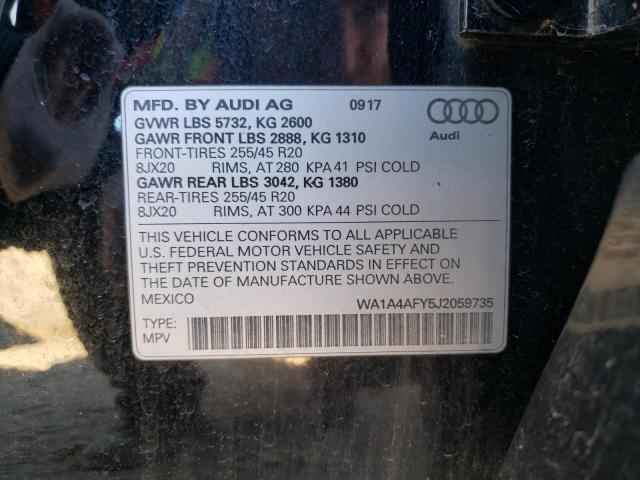 MFD. BY AUDI AG 0917
GVWR LBS 5732, KG 2600
GAWR FRONT LBS 2888, KG 1310
FRONT-TIRES 255/45 R20
8JX20 RIMS, AT 280 KPA 41 PSI COLD
GAWR REAR LBS 3042, KG 1380
REAR-TIRES 255/45 R20
8JX20 RIMS, AT 300 KPA 44 PSI COLD
Audi
THIS VEHICLE CONFORMS TO ALL APPLICABLE
U.S. FEDERAL MOTOR VEHICLE SAFETY AND
THEFT PREVENTION STANDARDS IN EFFECT ON
THE DATE OF MANUFACTURE SHOWN ABOVE.
MEXICO WA1A4AFY5J2059735
TYPE:
MPV